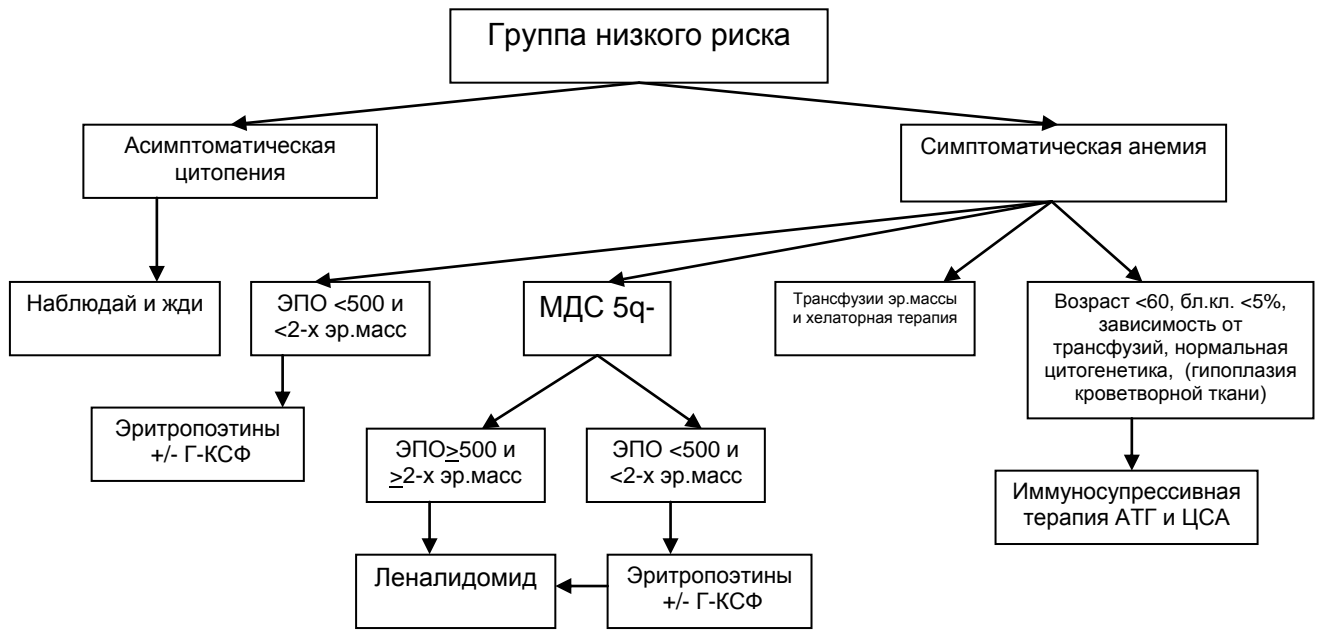 Группа низкого риска
Асимптоматическая
цитопения
Симптоматическая анемия
Наблюдай и жди
ЭПО <500 и
<2-х эр.масс
МДС 5q-
Трансфузии эр.массы
и хелаторная терапия
Возраст <60, бл.кл. <5%,
зависимость от
трансфузий, нормальная
цитогенетика, (гипоплазия
кроветворной ткани)
Эритропоэтины
+/- Г-КСФ
ЭПО≥500 и
≥2-х эр.масс
ЭПО <500 и
<2-х эр.масс
Иммуносупрессивная
терапия АТГ и ЦСА
Леналидомид
Эритропоэтины
+/- Г-КСФ